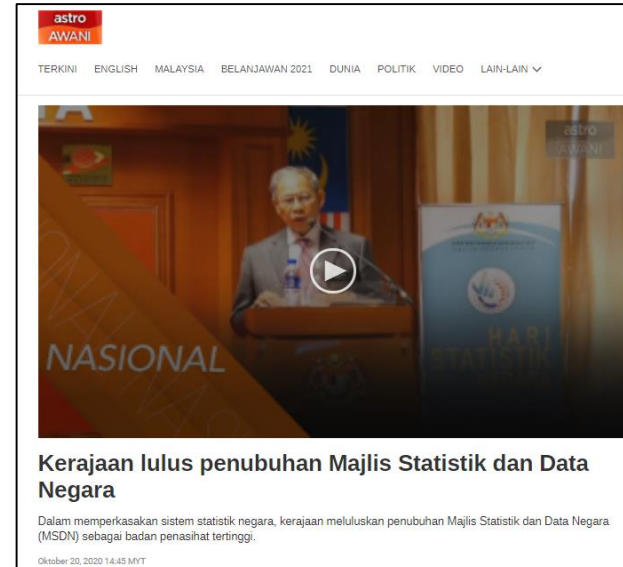 astro
AWANI
TERKINI ENGLISH MALAYSIA BELANJAWAN 2021 DUNIA POLITIK VIDEO LAIN-LAIN
astro
AWANI
NASIONAL
HARI
STATISTIK
Kerajaan lulus penubuhan Majlis Statistik dan Data
Negara
Dalam memperkasakan sistem statistik negara, kerajaan meluluskan penubuhan Majlis Statistik dan Data Negara
(MSDN) sebagai badan penasihat tertinggi.
Oktober 20, 2020 14:45 MYT